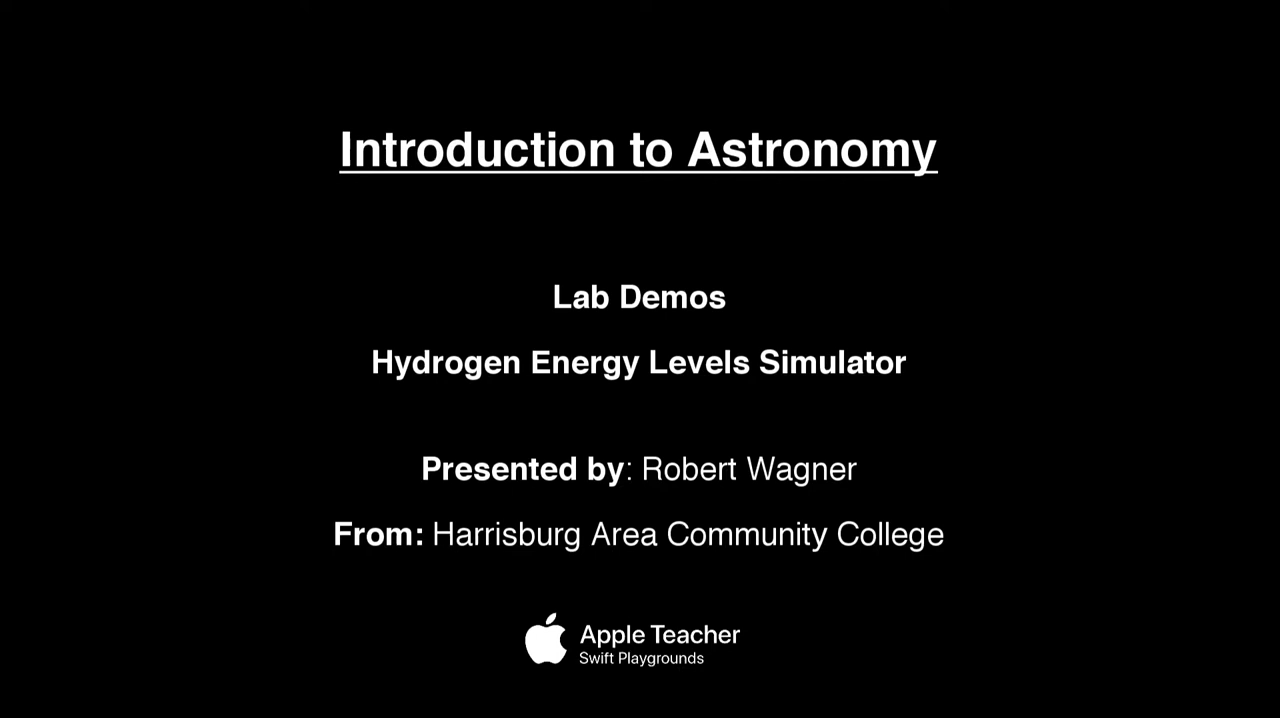 Introduction to Astronomy
Lab Demos
Hydrogen Energy Levels Simulator
Presented by: Robert Wagner
From: Harrisburg Area Community College
Apple Teacher
Swift Playgrounds